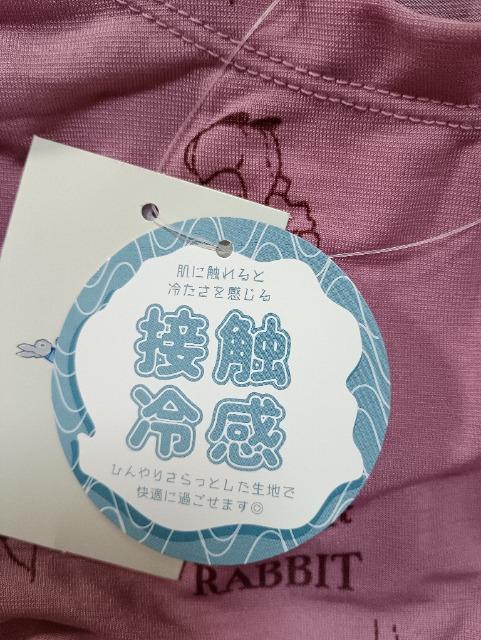 肌に触れると
冷たさを感じる
接触
冷感
ひんやりさらっとした生地で
快適に過ごせます◎
RABBIT